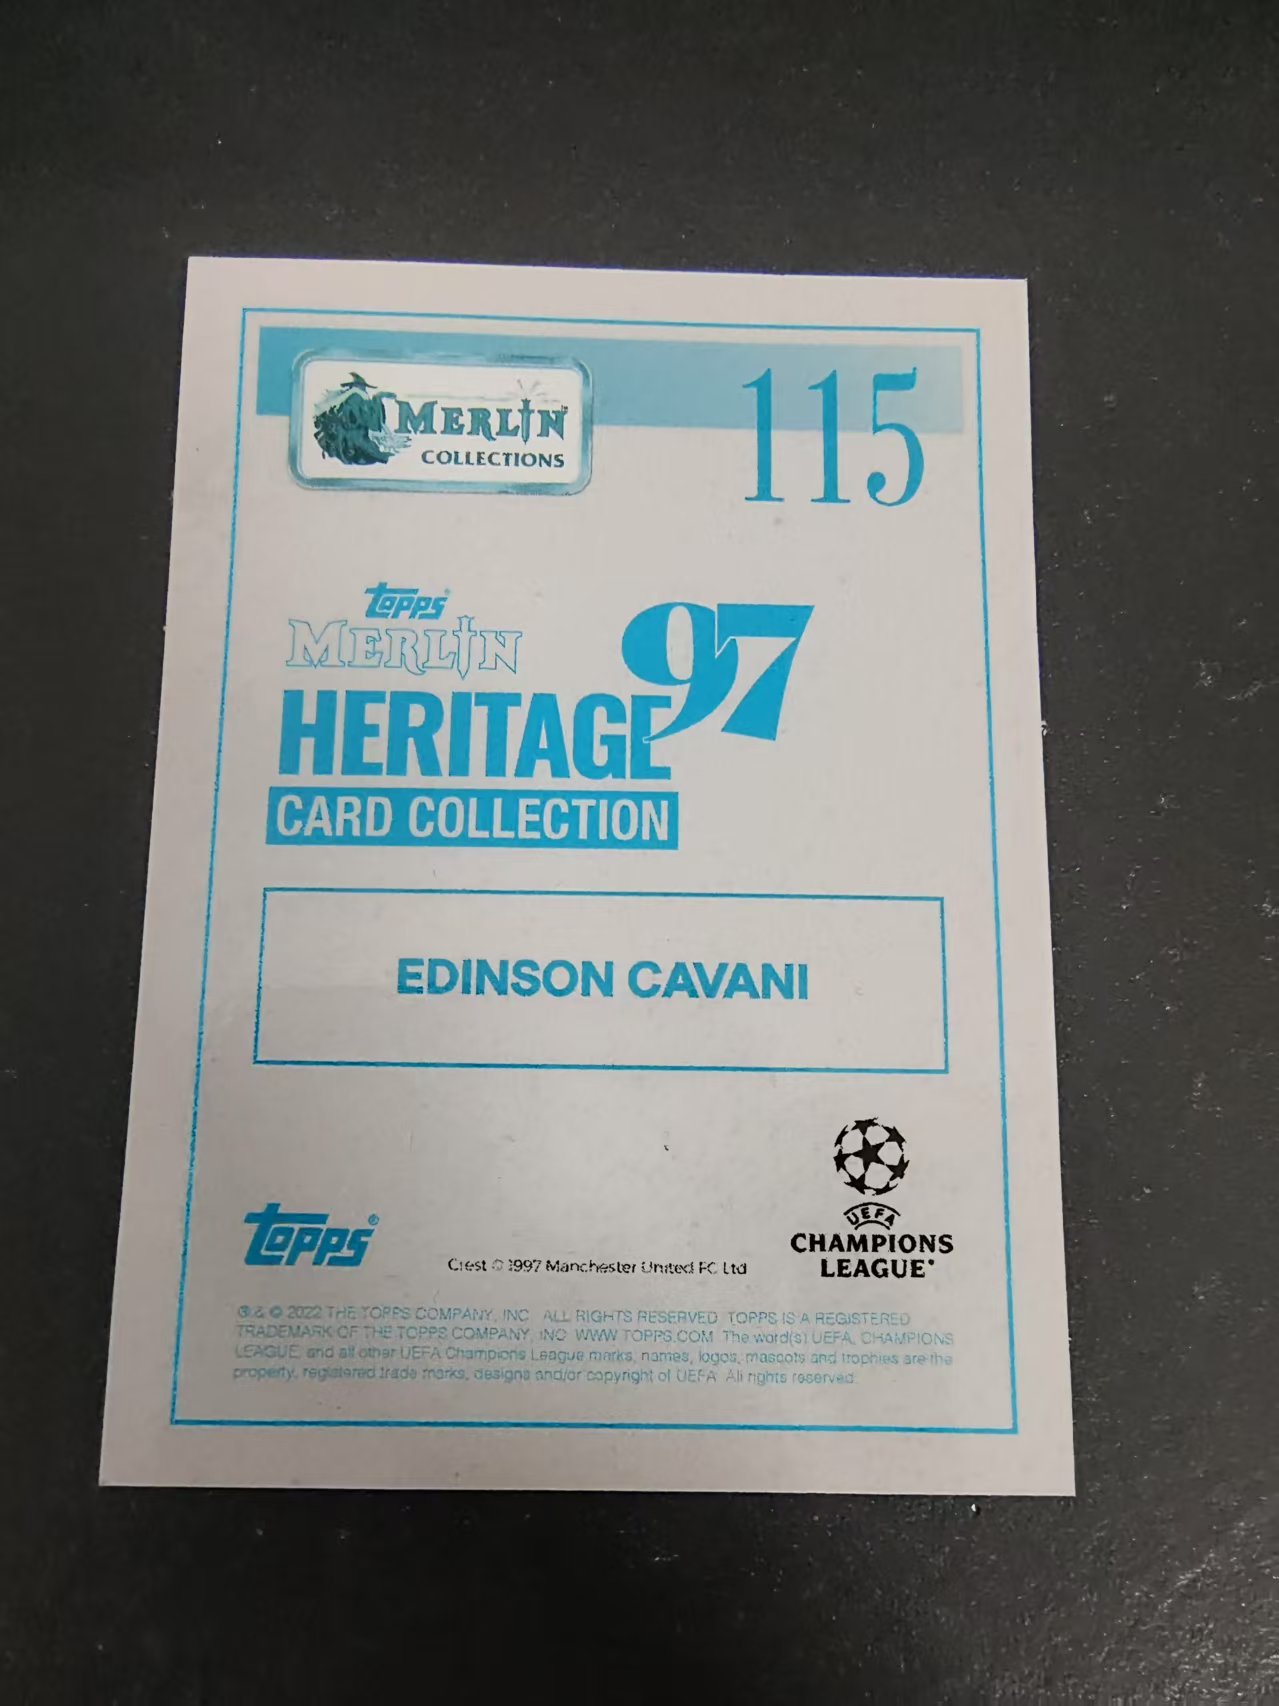 MERLIN
COLLECTIONS
115
topps®
MERLIN
HERITAGE 97
CARD COLLECTION
EDINSON CAVANI
topps®
Crest © 1997 Manchester United FC Ltd
UEFA
CHAMPIONS
LEAGUE®
® & © 2022 THE TOPPS COMPANY, INC. ALL RIGHTS RESERVED. TOPPS IS A REGISTERED
TRADEMARK OF THE TOPPS COMPANY, INC. WWW.TOPPS.COM. The word(s) UEFA, CHAMPIONS
LEAGUE, and all other UEFA Champions League marks, names, logos, mascots and trophies are the
property, registered trade marks, designs and/or copyright of UEFA. All rights reserved.